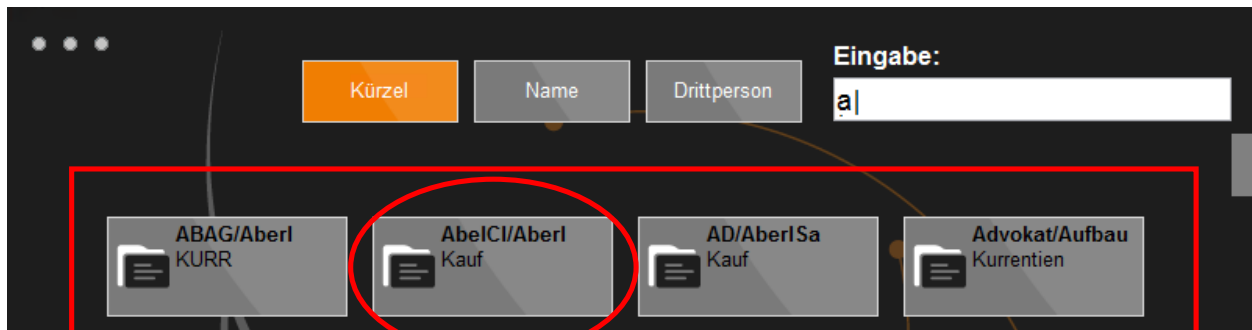 Eingabe:
Kürzel
Name
Drittperson
a
ABAG/Aberl
KURR
AbelCl/Aberl
Kauf
AD/AberlSa
Kauf
Advokat/Aufbau
Kurrentien